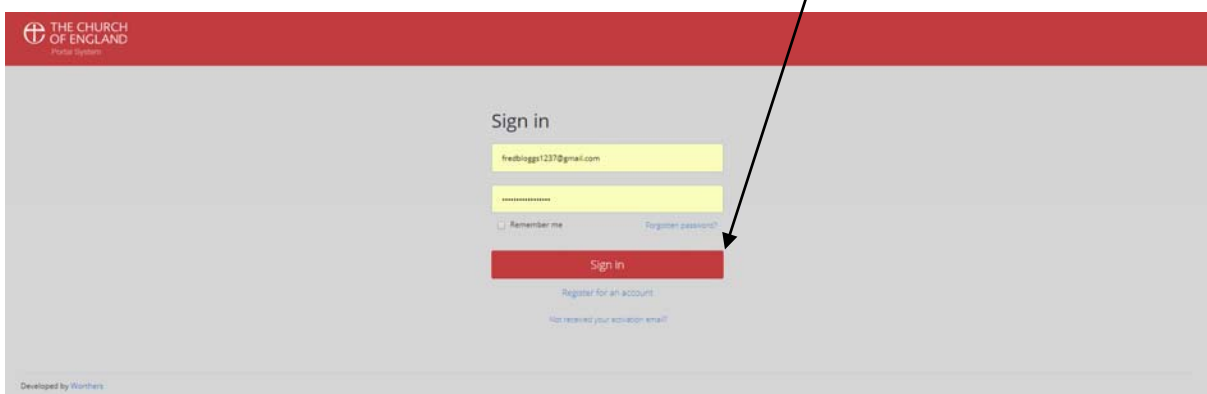 THE CHURCH
OF ENGLAND
Portal System
Sign in
fredbloggs1237@gmail.com
••••••••••••••••
Remember me
Forgotten password?
Sign in
Register for an account
Not received your activation email?
Developed by Worthers